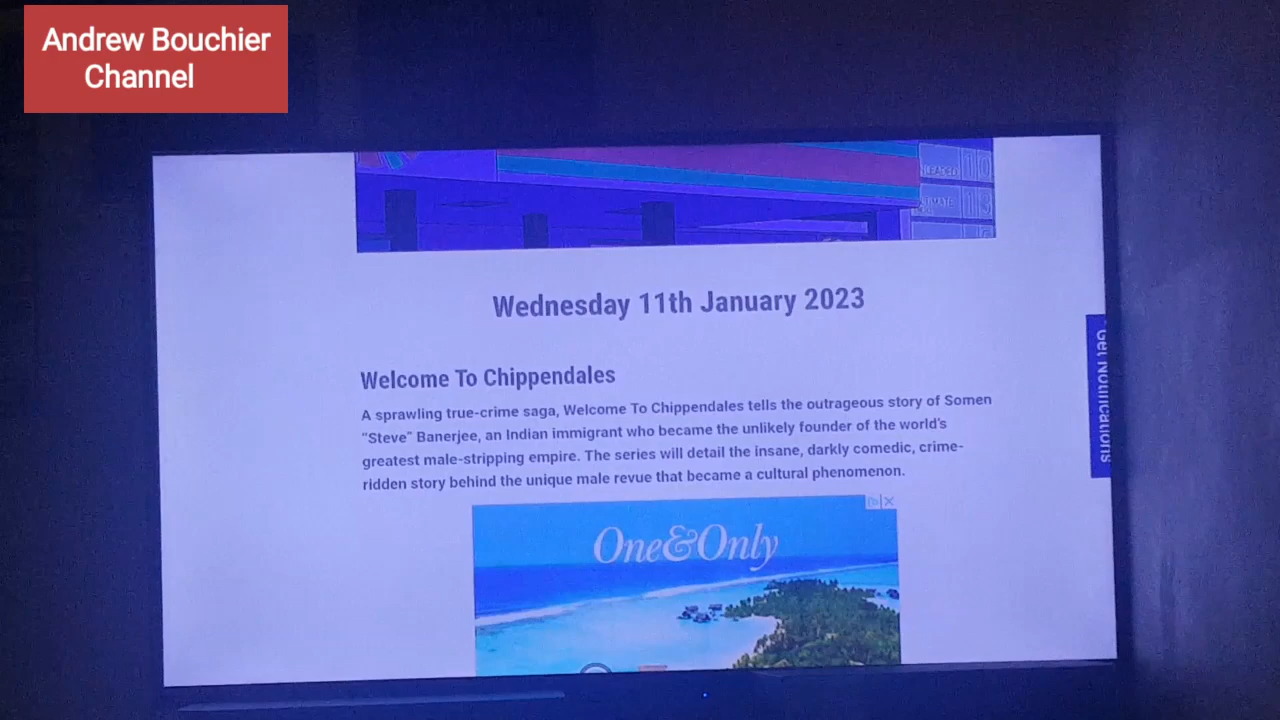 Andrew Bouchier
Channel
Wednesday 11th January 2023
Welcome To Chippendales
A sprawling true-crime saga, Welcome To Chippendales tells the outrageous story of Somen
“Steve” Banerjee, an Indian immigrant who became the unlikely founder of the world's
greatest male-stripping empire. The series will detail the insane, darkly comedic, crime-
ridden story behind the unique male revue that became a cultural phenomenon.
Get Notifications
One&Only